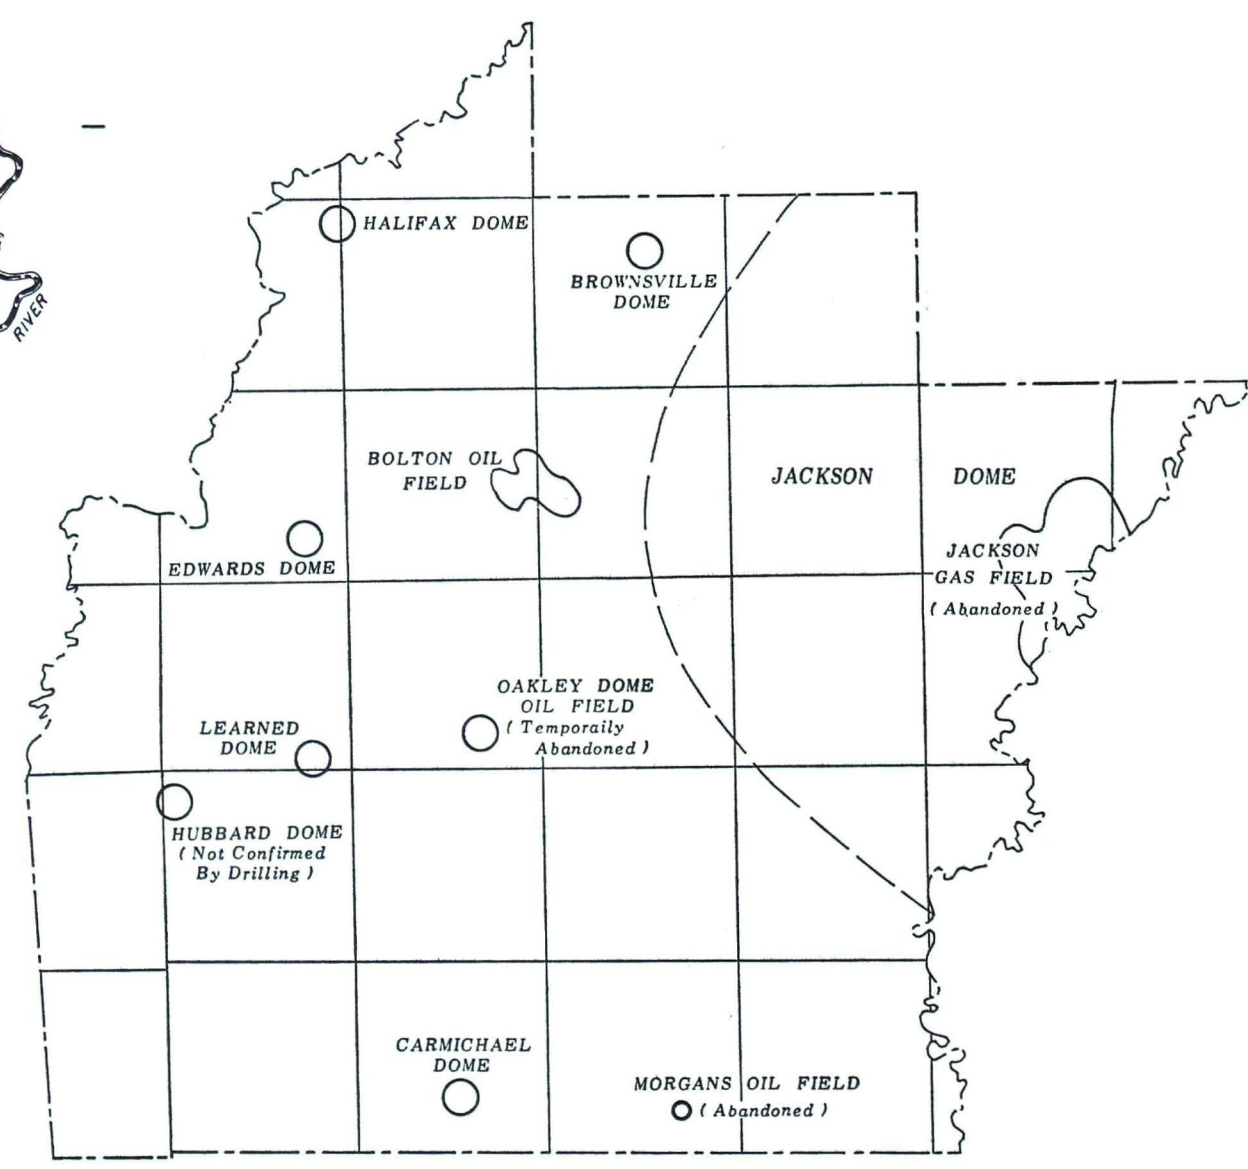 HALIFAX DOME
BROWNSVILLE
DOME
RIVER
BOLTON OIL
FIELD
JACKSON DOME
EDWARDS DOME
JACKSON
GAS FIELD
( Abandoned )
OAKLEY DOME
OIL FIELD
( Temporaily
Abandoned )
LEARNED
DOME
HUBBARD DOME
( Not Confirmed
By Drilling )
CARMICHAEL
DOME
MORGANS OIL FIELD
( Abandoned )